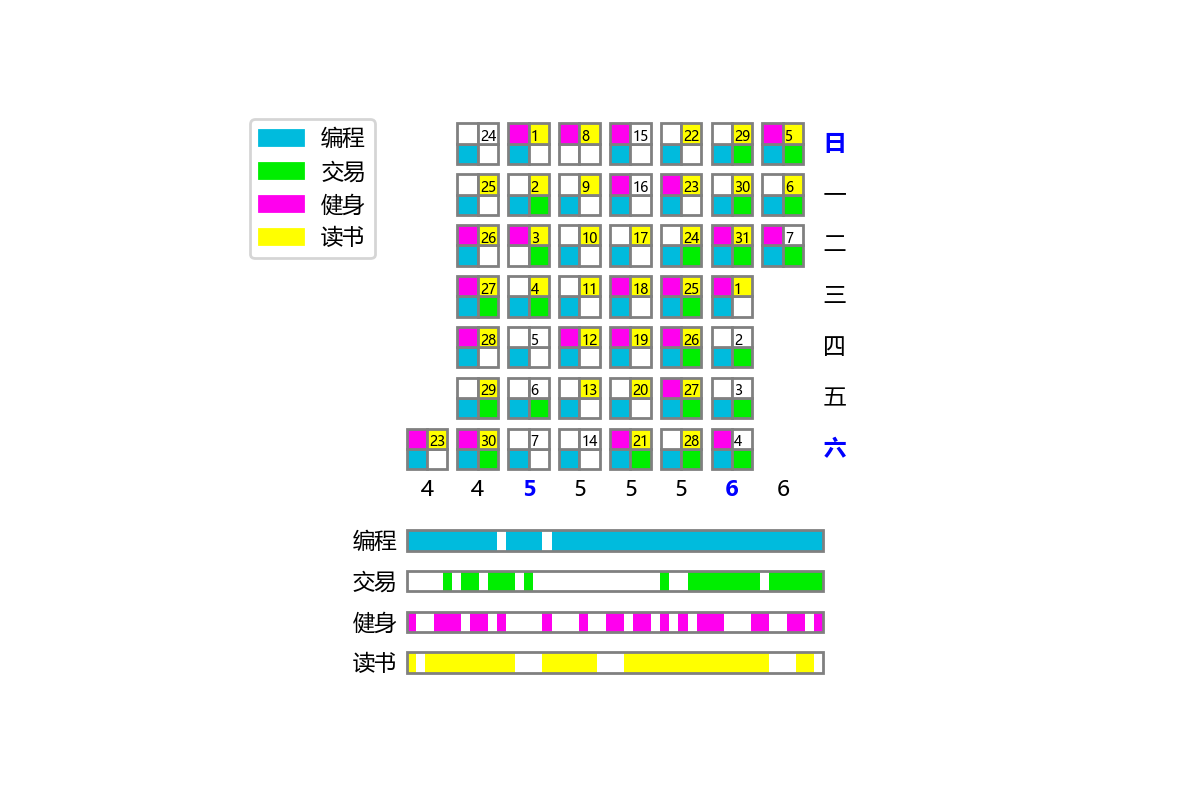 编程
交易
健身
读书
24 1 8 15 22 29 5 日
25 2 9 16 23 30 6 一
26 3 10 17 24 31 7 二
27 4 11 18 25 1 三
28 5 12 19 26 2 四
29 6 13 20 27 3 五
23 30 7 14 21 28 4 六
4 4 5 5 5 5 6 6
编程
交易
健身
读书